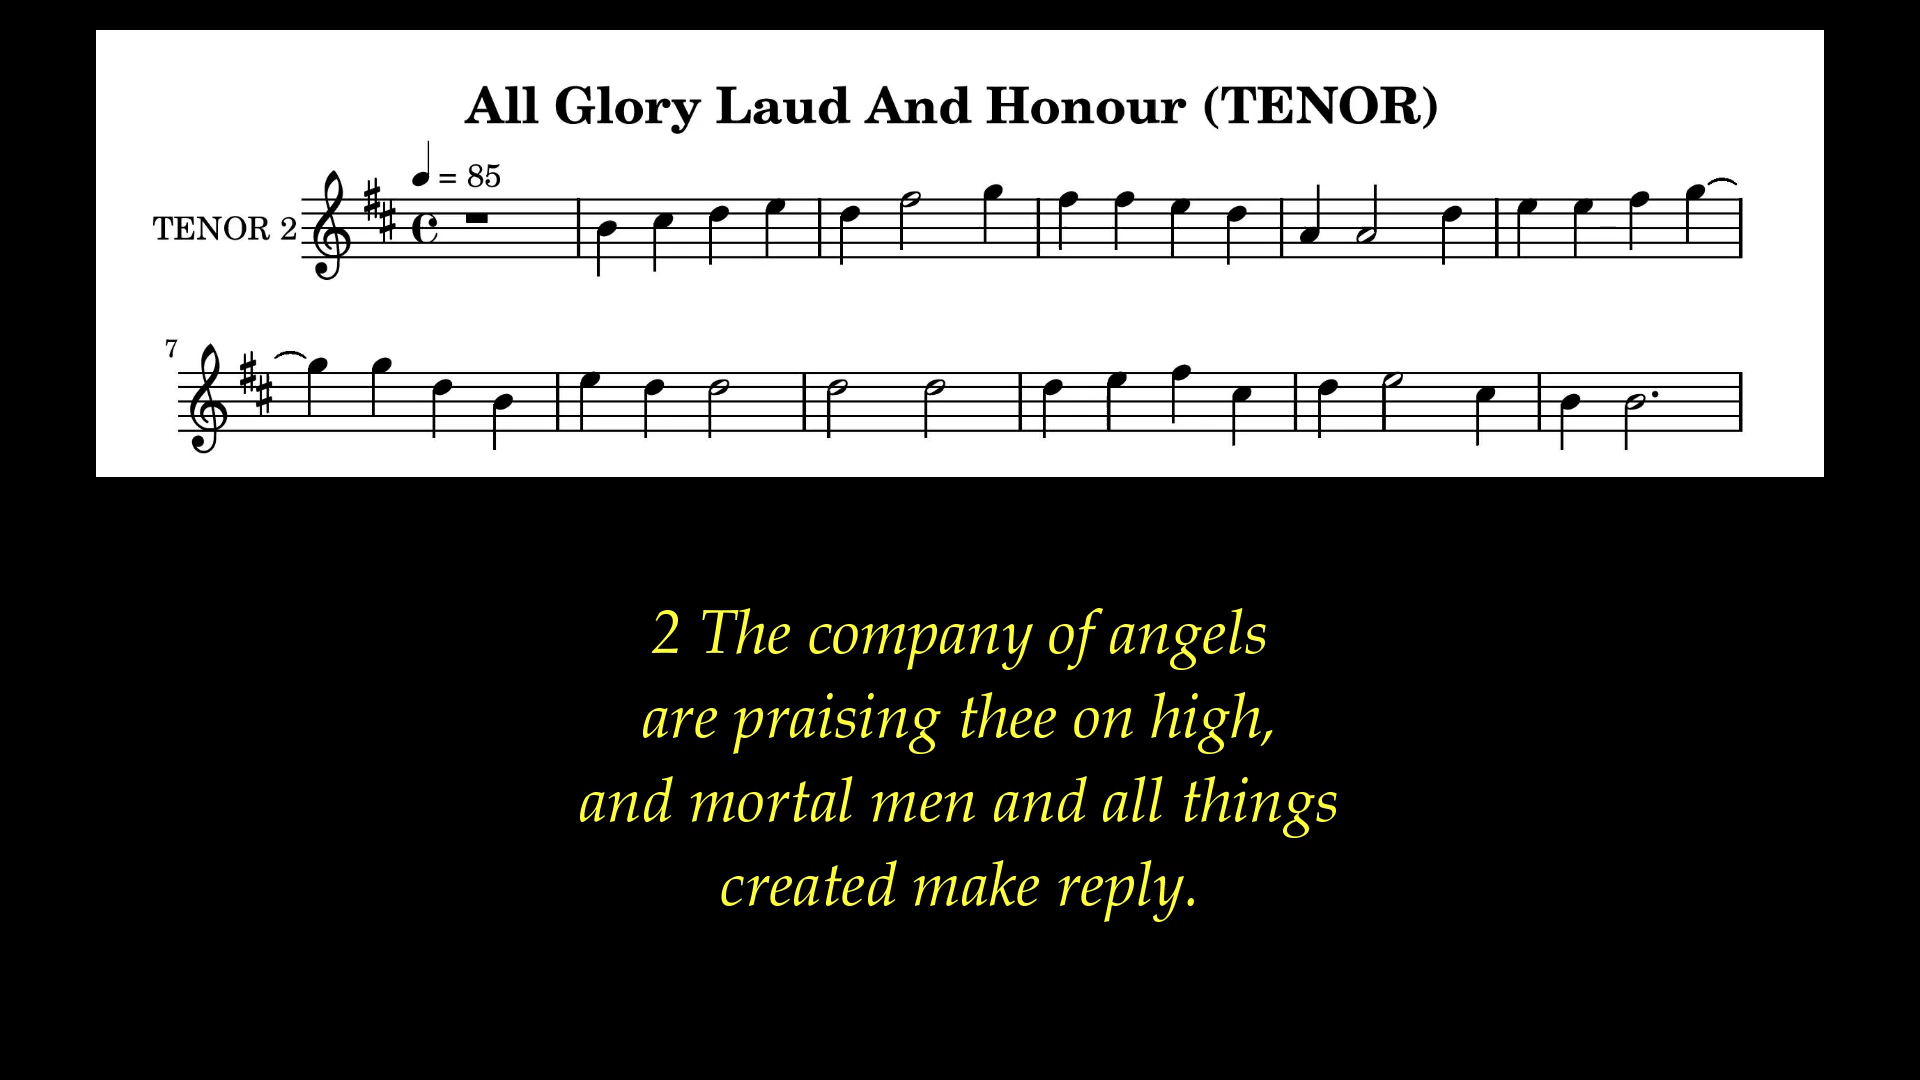 All Glory Laud And Honour (TENOR)
= 85
TENOR 2
7
2 The company of angels
are praising thee on high,
and mortal men and all things
created make reply.